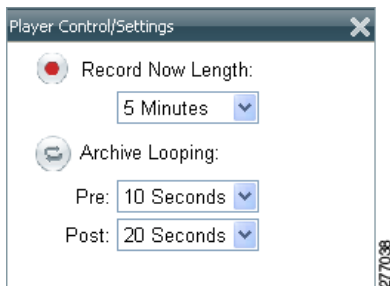 Player Control/Settings
Record Now Length:
5 Minutes
Archive Looping:
Pre: 10 Seconds
Post: 20 Seconds
277038